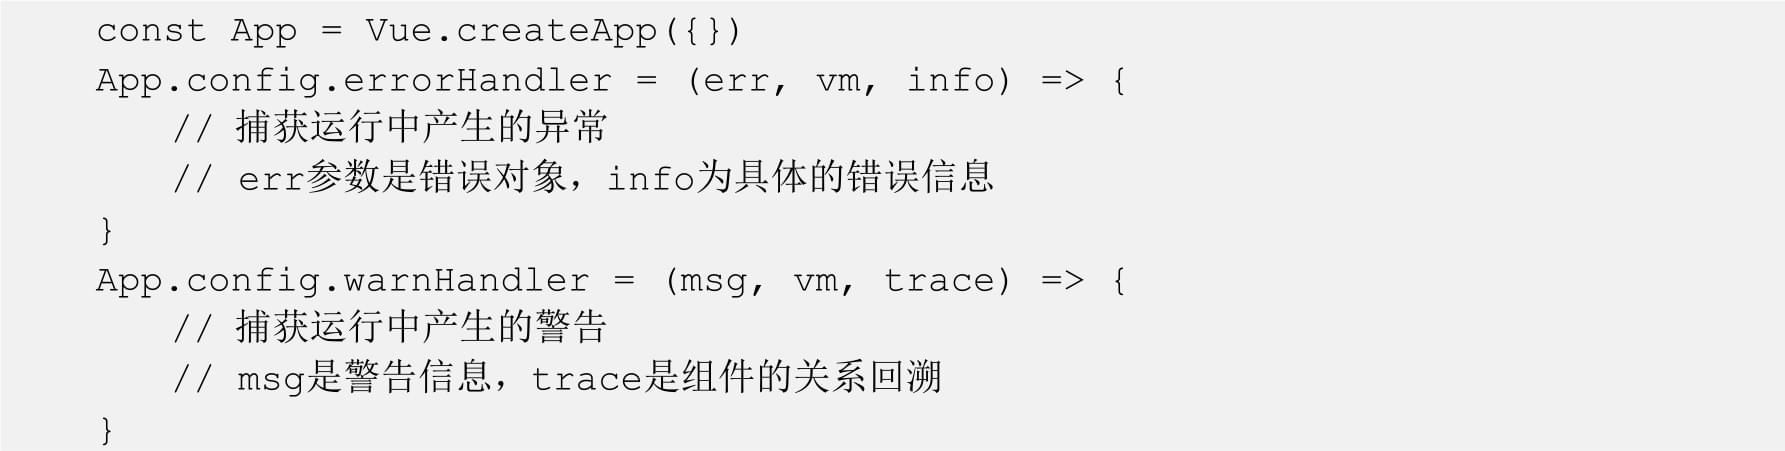 const App = Vue.createApp({})
App.config.errorHandler = (err, vm, info) => {
// 捕获运行中产生的异常
// err参数是错误对象，info为具体的错误信息
}
App.config.warnHandler = (msg, vm, trace) => {
// 捕获运行中产生的警告
// msg是警告信息，trace是组件的关系回溯
}